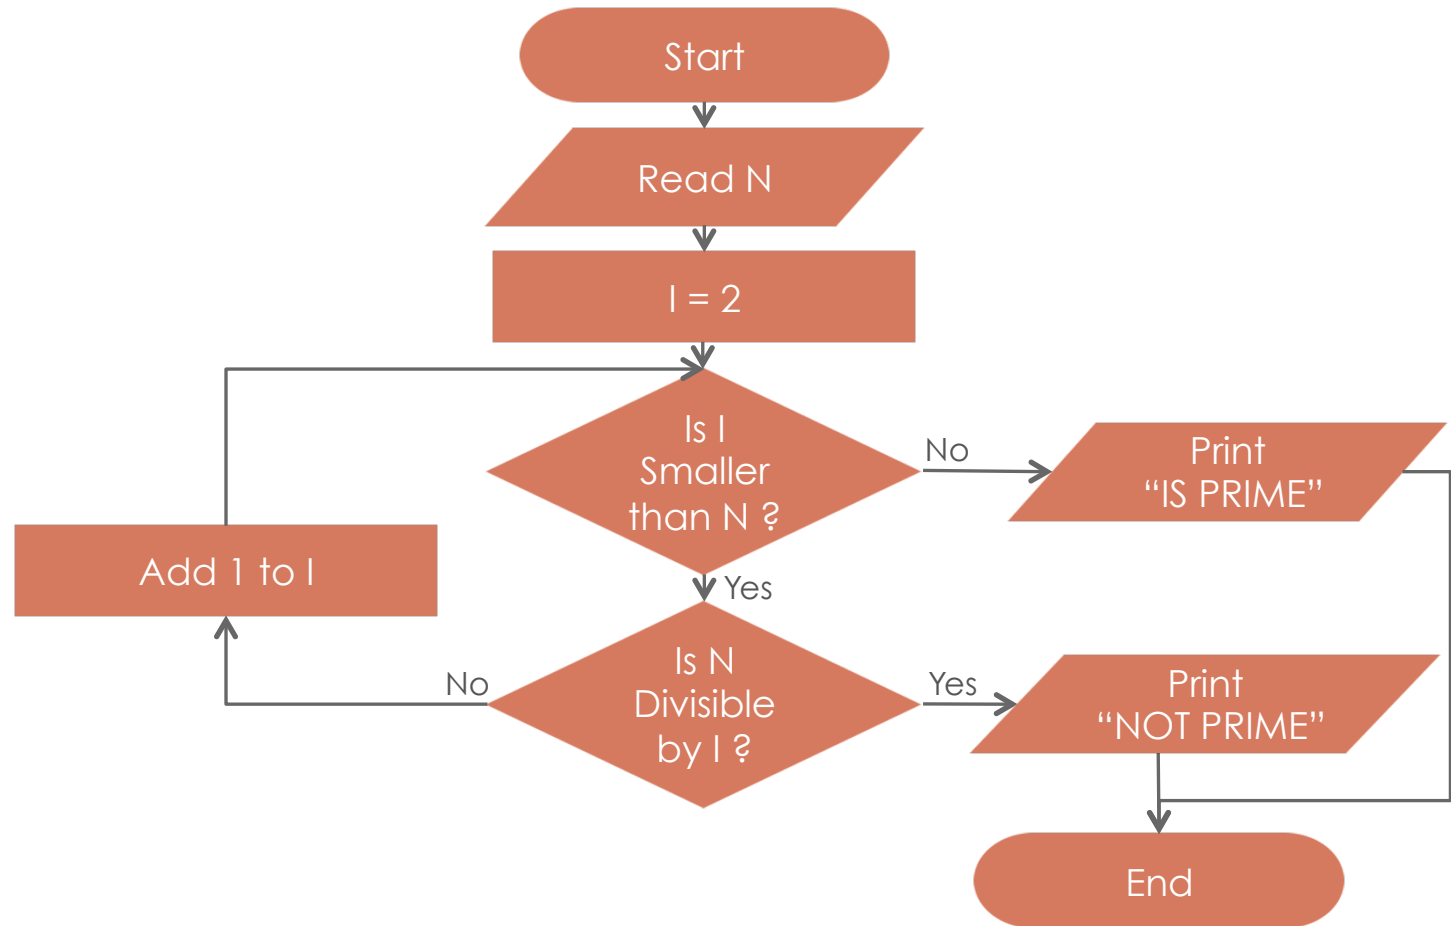 Start
Read N
I = 2
Is I
Smaller
than N ?
No
Print
“IS PRIME”
Add 1 to I
Yes
Is N
Divisible
by I ?
No
Yes
Print
“NOT PRIME”
End